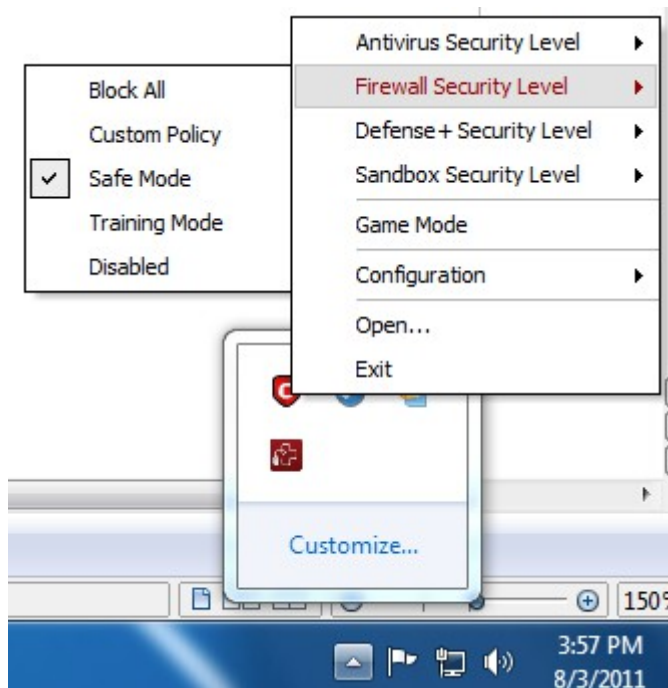 Antivirus Security Level
Firewall Security Level
Defense+ Security Level
Sandbox Security Level
Game Mode
Configuration
Open...
Exit
Block All
Custom Policy
Safe Mode
Training Mode
Disabled
Customize...
150%
3:57 PM
8/3/2011